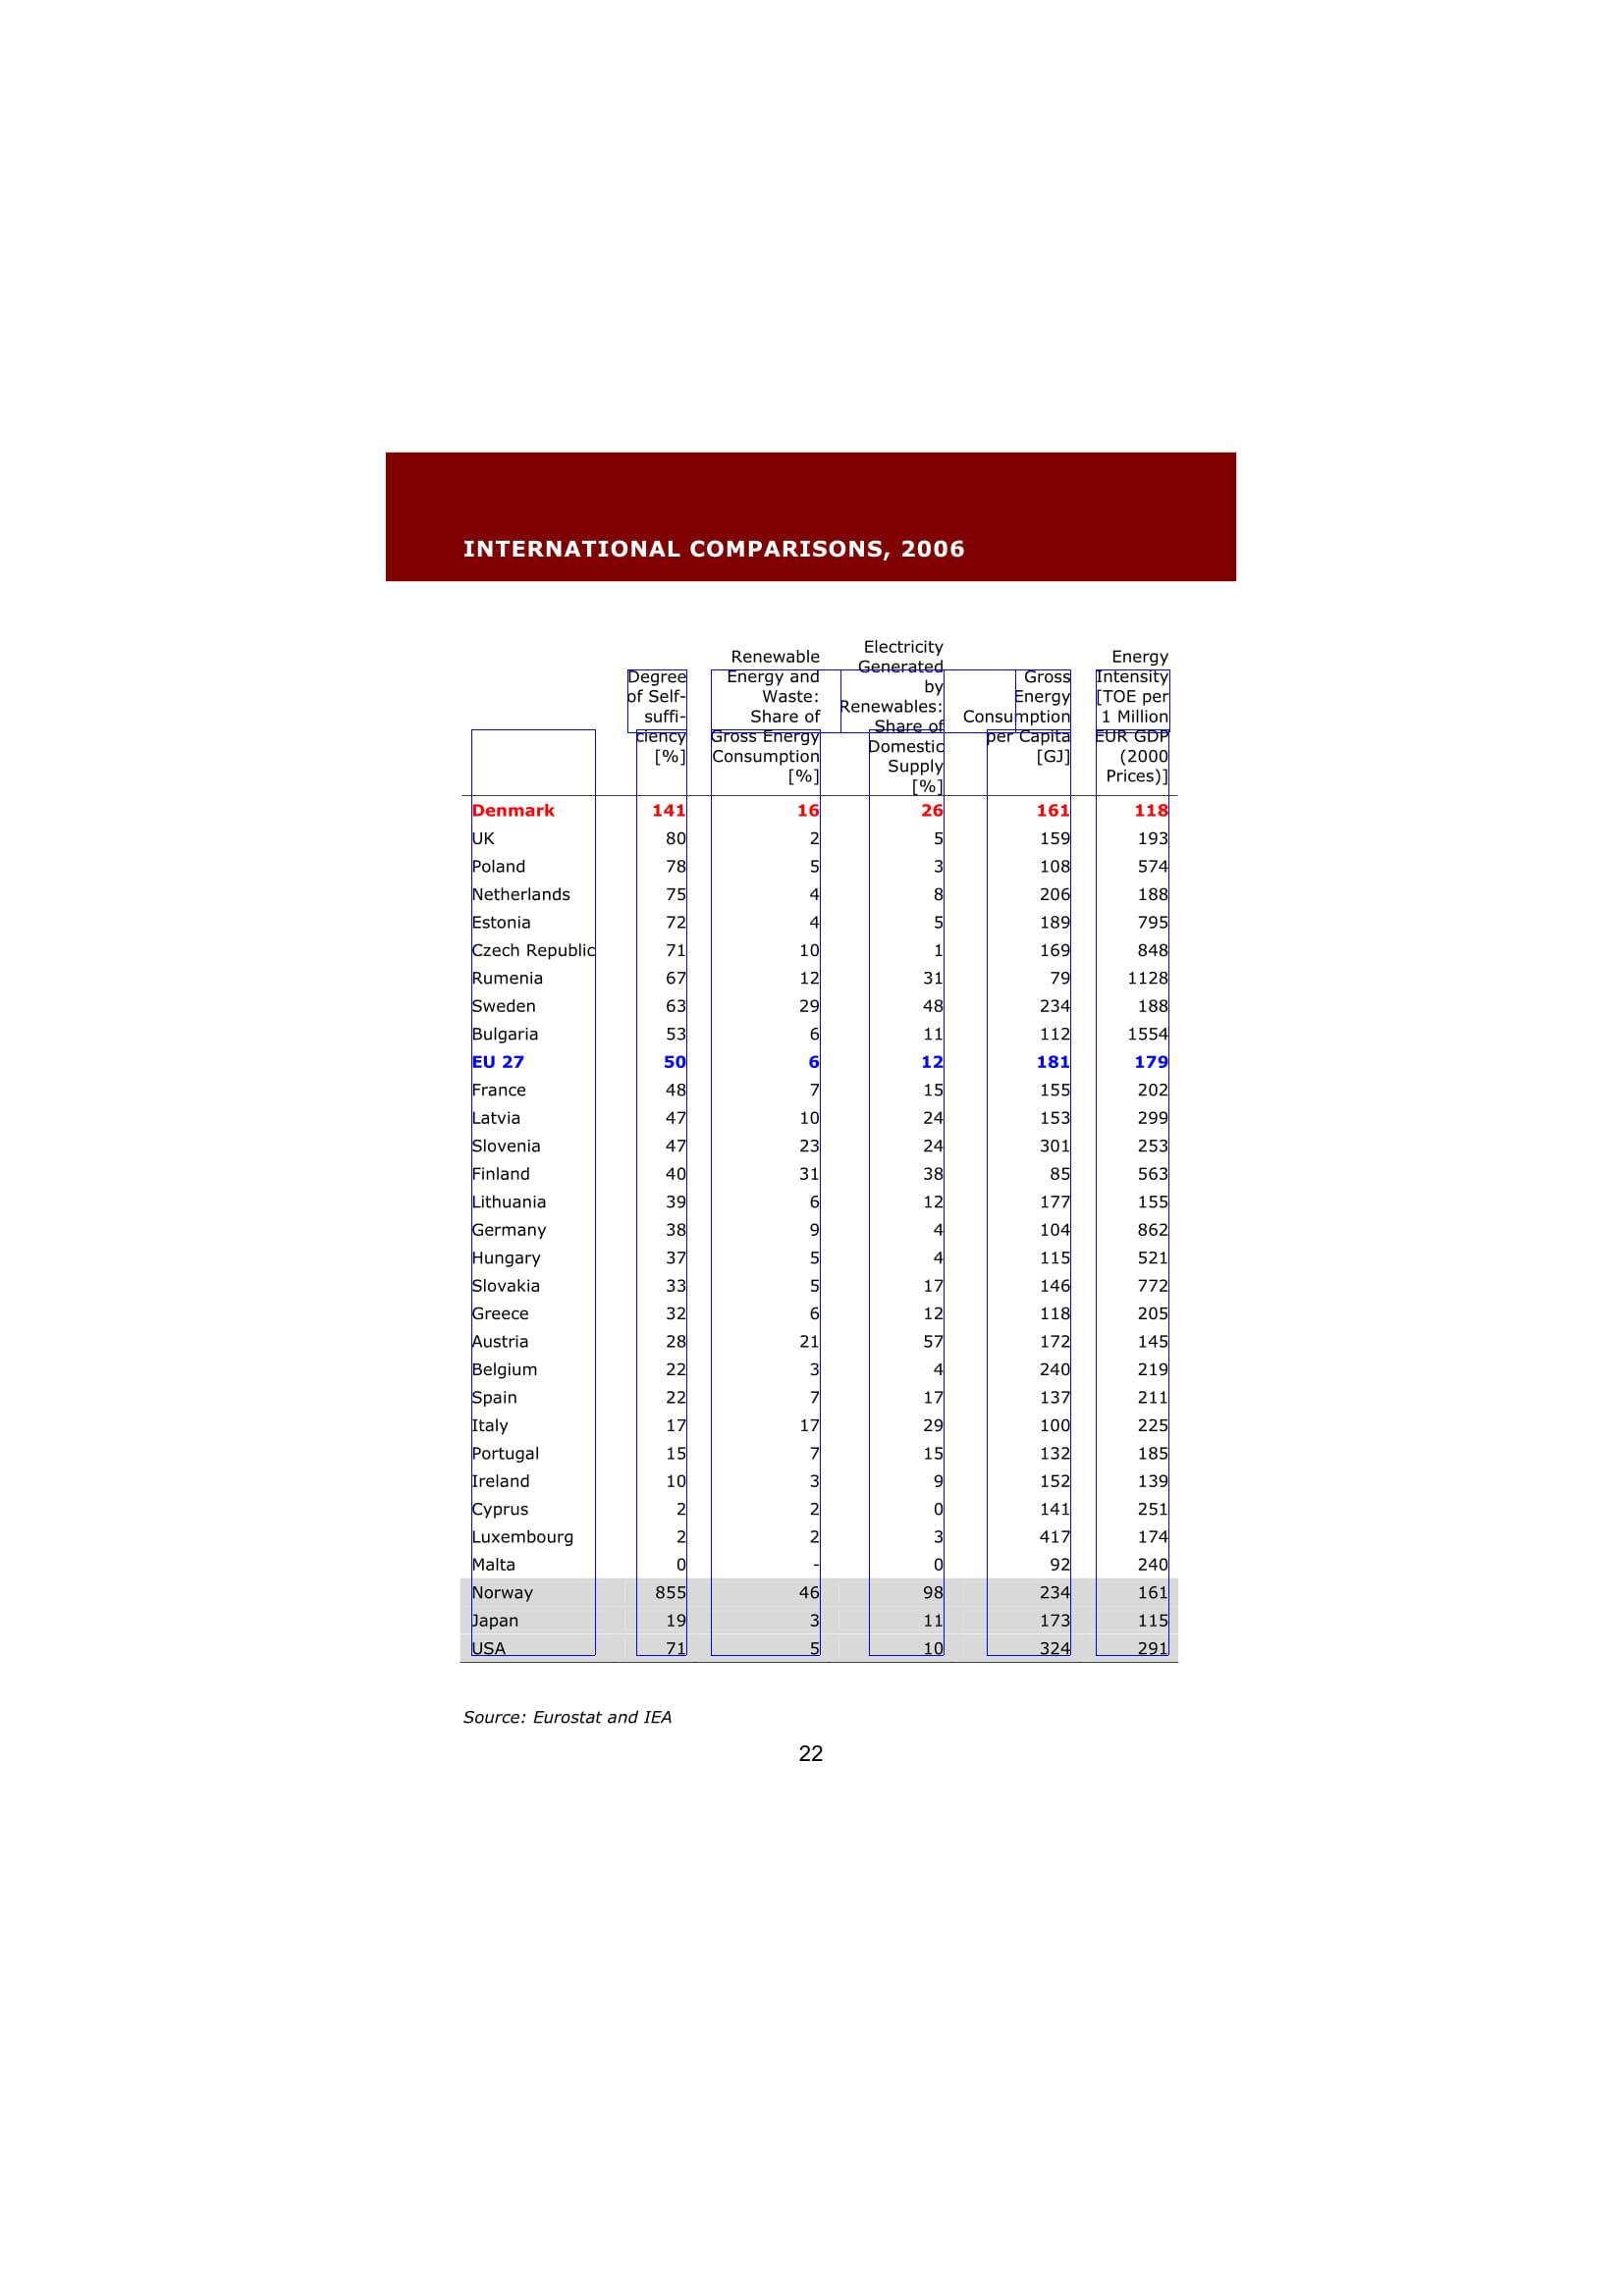 INTERNATIONAL COMPARISONS, 2006
Degree of Self-suffi-ciency [%]
Renewable Energy and Waste: Share of Gross Energy Consumption [%]
Electricity Generated by Renewables: Share of Domestic Supply [%]
Gross Energy Consumption per Capita [GJ]
Energy Intensity [TOE per 1 Million EUR GDP (2000 Prices)]
Denmark 141 16 26 161 118
UK 80 2 5 159 193
Poland 78 5 3 108 574
Netherlands 75 4 8 206 188
Estonia 72 4 5 189 795
Czech Republic 71 10 1 169 848
Rumenia 67 12 31 79 1128
Sweden 63 29 48 234 188
Bulgaria 53 6 11 112 1554
EU 27 50 6 12 181 179
France 48 7 15 155 202
Latvia 47 10 24 153 299
Slovenia 47 23 24 301 253
Finland 40 31 38 85 563
Lithuania 39 6 12 177 155
Germany 38 9 4 104 862
Hungary 37 5 4 115 521
Slovakia 33 5 17 146 772
Greece 32 6 12 118 205
Austria 28 21 57 172 145
Belgium 22 3 4 240 219
Spain 22 7 17 137 211
Italy 17 17 29 100 225
Portugal 15 7 15 132 185
Ireland 10 3 9 152 139
Cyprus 2 2 0 141 251
Luxembourg 2 2 3 417 174
Malta 0 - 0 92 240
Norway 855 46 98 234 161
Japan 19 3 11 173 115
USA 71 5 10 324 291
Source: Eurostat and IEA
22